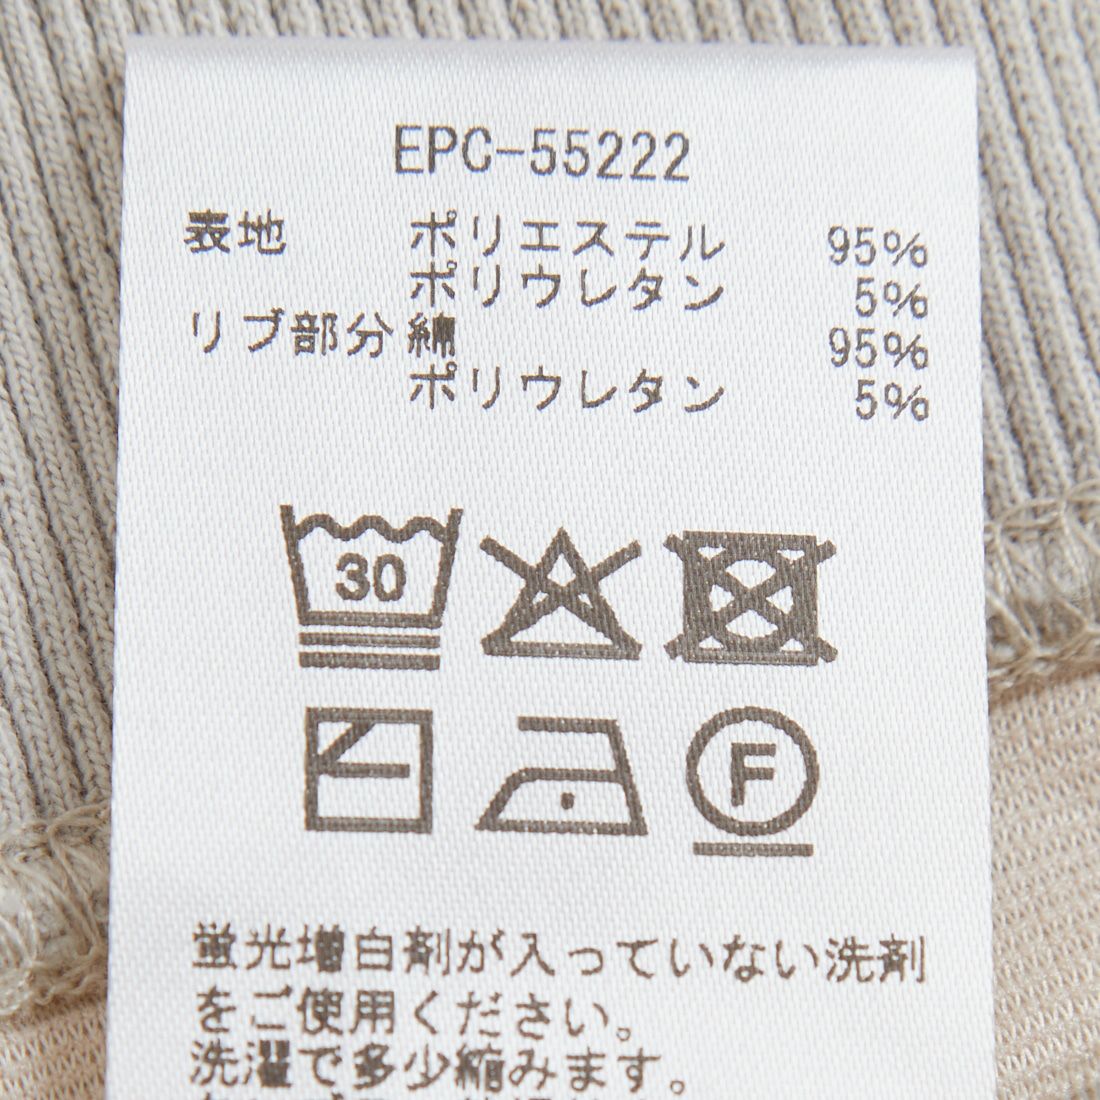 EPC-55222
表地 ポリエステル 95%
ポリウレタン 5%
リブ部分 綿 95%
ポリウレタン 5%
30
F
蛍光増白剤が入っていない洗剤
をご使用ください。
洗濯で多少縮みます。